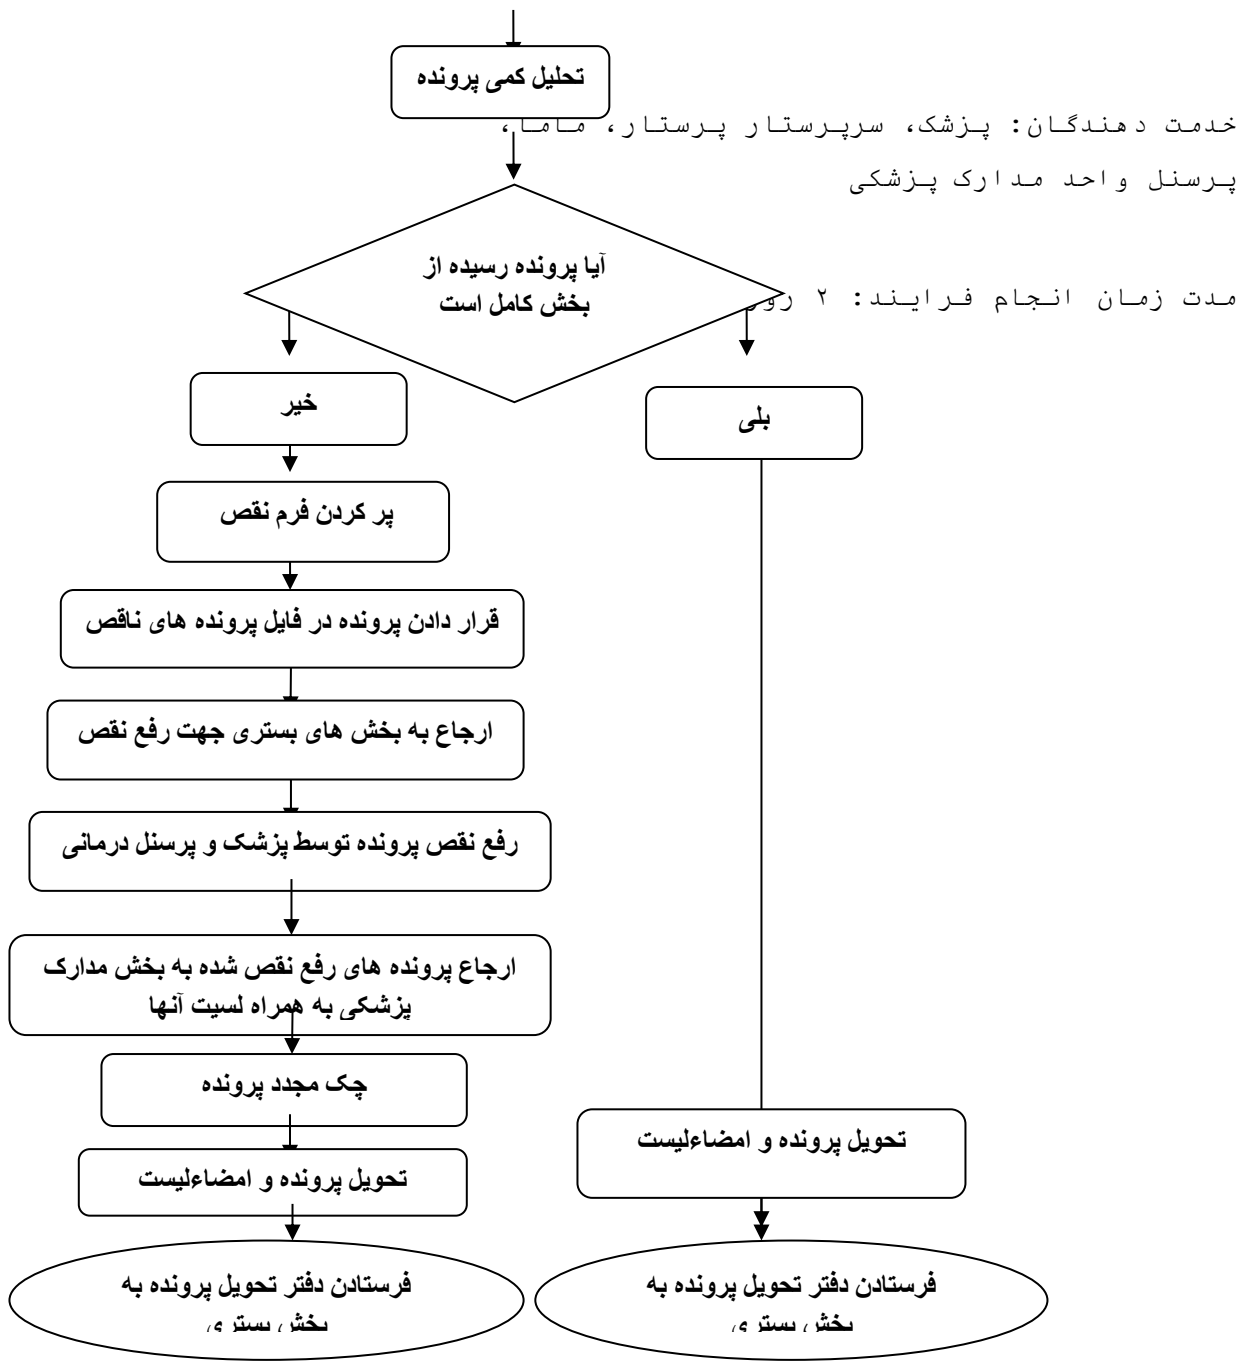 تحلیل کمی پرونده
خدمت دهندگان: پزشک، سرپرستار پرستار، ماما،
پرسنل واحد مدارک پزشکی
آیا پرونده رسیده از
بخش کامل است
مدت زمان انجام فرایند: ۲ روز
خیر
بلی
پر کردن فرم نقص
قرار دادن پرونده در فایل پرونده های ناقص
ارجاع به بخش های بستری جهت رفع نقص
رفع نقص پرونده توسط پزشک و پرسنل درمانی
ارجاع پرونده های رفع نقص شده به بخش مدارک
پزشکی به همراه لسیت آنها
چک مجدد پرونده
تحویل پرونده و امضاءلیست
تحویل پرونده و امضاءلیست
فرستادن دفتر تحویل پرونده به
بخش بستری
فرستادن دفتر تحویل پرونده به
بخش بستری